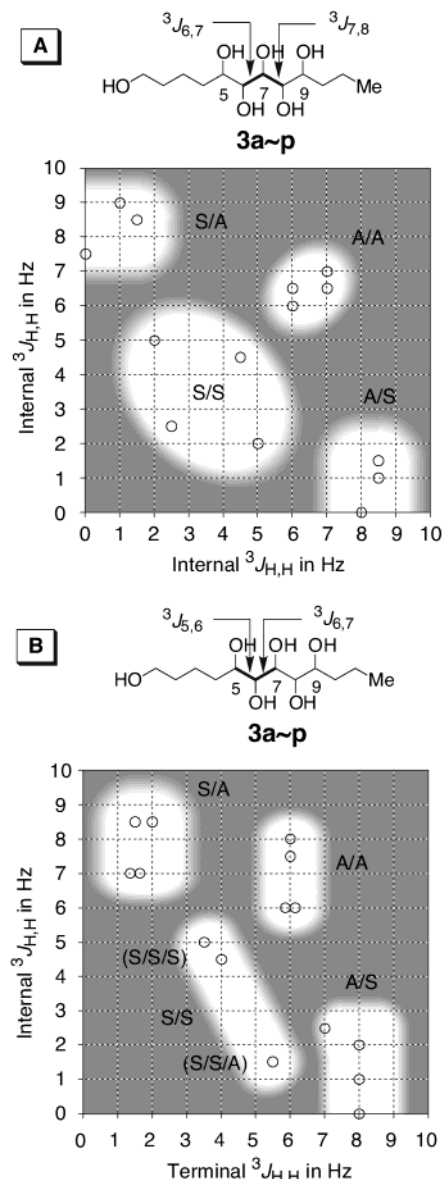 A
³J6,7 ³J7,8
OH OH OH
HO 5 7 9 Me
OH OH
3a~p
10
9
8
7
6
5
4
3
2
1
0
S/A
A/A
S/S
A/S
0 1 2 3 4 5 6 7 8 9 10
Internal ³JH,H in Hz
Internal ³JH,H in Hz
B
³J5,6 ³J6,7
OH OH OH
HO 5 7 9 Me
OH OH
3a~p
10
9
8
7
6
5
4
3
2
1
0
S/A
A/A
(S/S/S)
A/S
S/S
(S/S/A)
0 1 2 3 4 5 6 7 8 9 10
Internal ³JH,H in Hz
Terminal ³JH,H in Hz